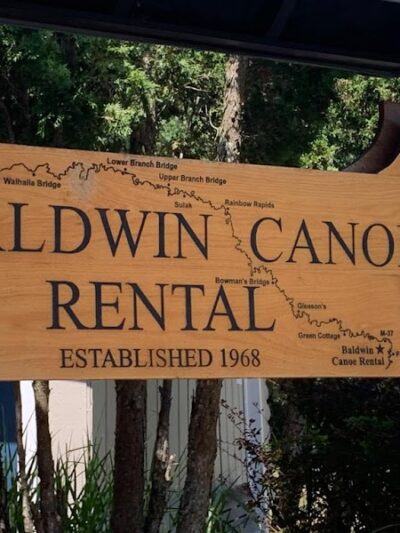 Lower Branch Bridge
Walhalla Bridge
Upper Branch Bridge
Sulak
Rainbow Rapids
ALDWIN CANO
Bowman's Bridge
RENTAL
Gleason's
Green Cottage
M-37
Baldwin
Canoe Rental
ESTABLISHED 1968